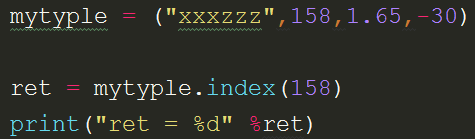 mytyple = ("xxxzzz",158,1.65,-30)
ret = mytyple.index(158)
print("ret = %d" %ret)